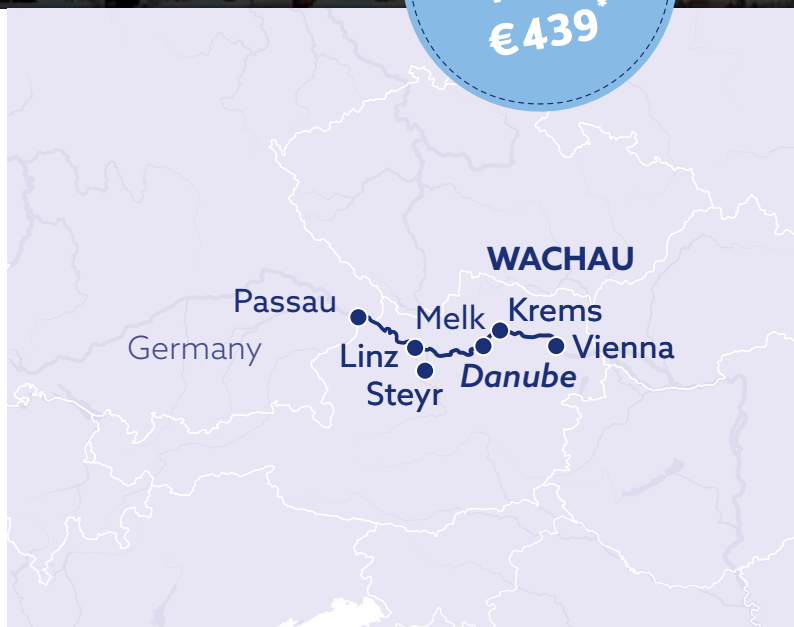 €439*
WACHAU
Passau
Melk
Krems
Germany
Linz
Vienna
Danube
Steyr